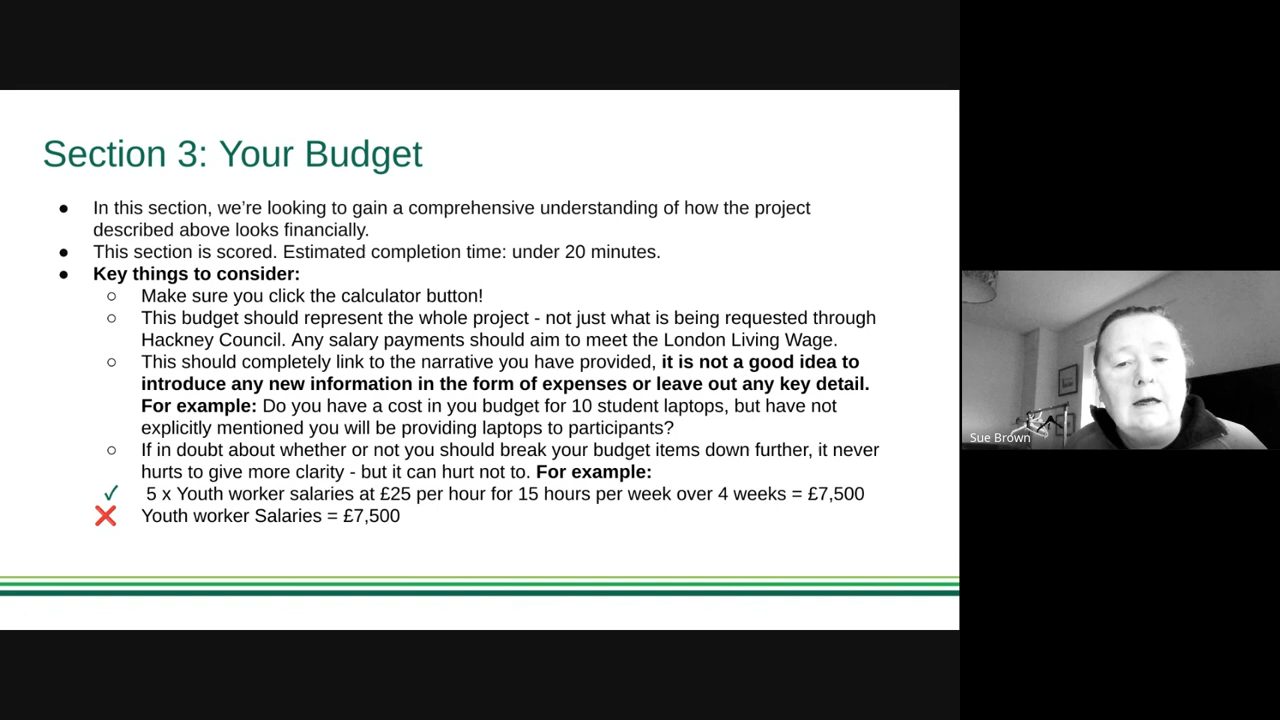 Section 3: Your Budget
● In this section, we're looking to gain a comprehensive understanding of how the project
described above looks financially.
● This section is scored. Estimated completion time: under 20 minutes.
● Key things to consider:
○ Make sure you click the calculator button!
○ This budget should represent the whole project - not just what is being requested through
Hackney Council. Any salary payments should aim to meet the London Living Wage.
○ This should completely link to the narrative you have provided, it is not a good idea to
introduce any new information in the form of expenses or leave out any key detail.
For example: Do you have a cost in you budget for 10 student laptops, but have not
explicitly mentioned you will be providing laptops to participants?
○ If in doubt about whether or not you should break your budget items down further, it never
hurts to give more clarity - but it can hurt not to. For example:
✓ 5 x Youth worker salaries at £25 per hour for 15 hours per week over 4 weeks = £7,500
❌ Youth worker Salaries = £7,500
Sue Brown